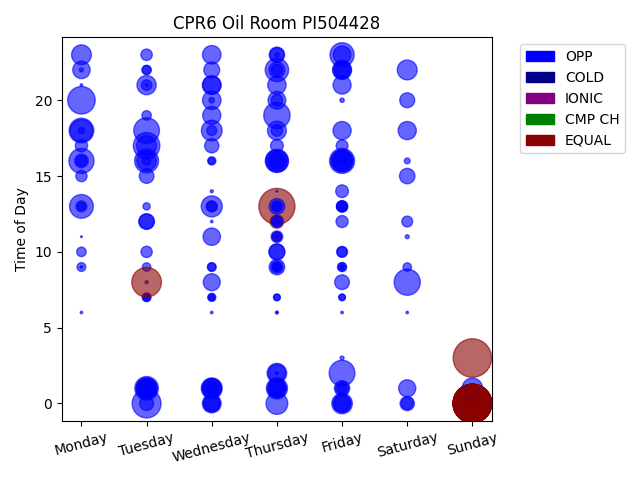 CPR6 Oil Room PI504428
OPP
COLD
IONIC
CMP CH
EQUAL
Time of Day
20
15
10
5
0
Monday
Tuesday
Wednesday
Thursday
Friday
Saturday
Sunday